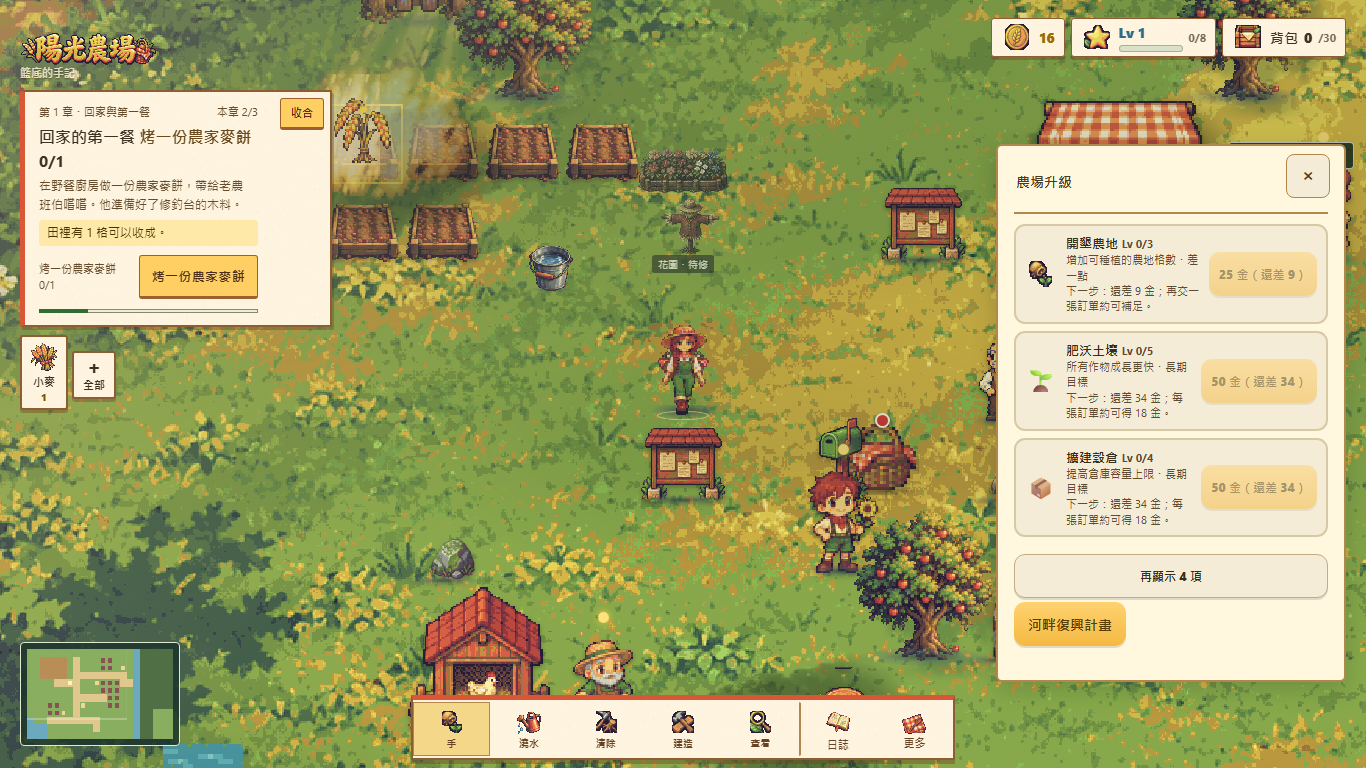 陽光農場
籃底的手記
第 1 章 · 回家與第一餐
本章 2/3
收合
回家的第一餐 烤一份農家麥餅
0/1
在野餐廚房做一份農家麥餅，帶給老農
班伯嚐嚐。他準備好了修釣台的木料。
田裡有 1 格可以收成。
烤一份農家麥餅
0/1
烤一份農家麥餅
小麥
1
+
全部
花圃 · 待修
16
Lv 1
0/8
背包 0 /30
農場升級
×
開墾農地 Lv 0/3
增加可種植的農地格數 · 差
一點
下一步：還差 9 金；再交一
張訂單約可補足。
25 金 ( 還差 9 )
肥沃土壤 Lv 0/5
所有作物成長更快 · 長期
目標
下一步：還差 34 金；每
張訂單約可得 18 金。
50 金 ( 還差 34 )
擴建穀倉 Lv 0/4
提高倉庫容量上限 · 長期
目標
下一步：還差 34 金；每
張訂單約可得 18 金。
50 金 ( 還差 34 )
再顯示 4 項
河畔復興計畫
手
澆水
清除
建造
查看
日誌
更多